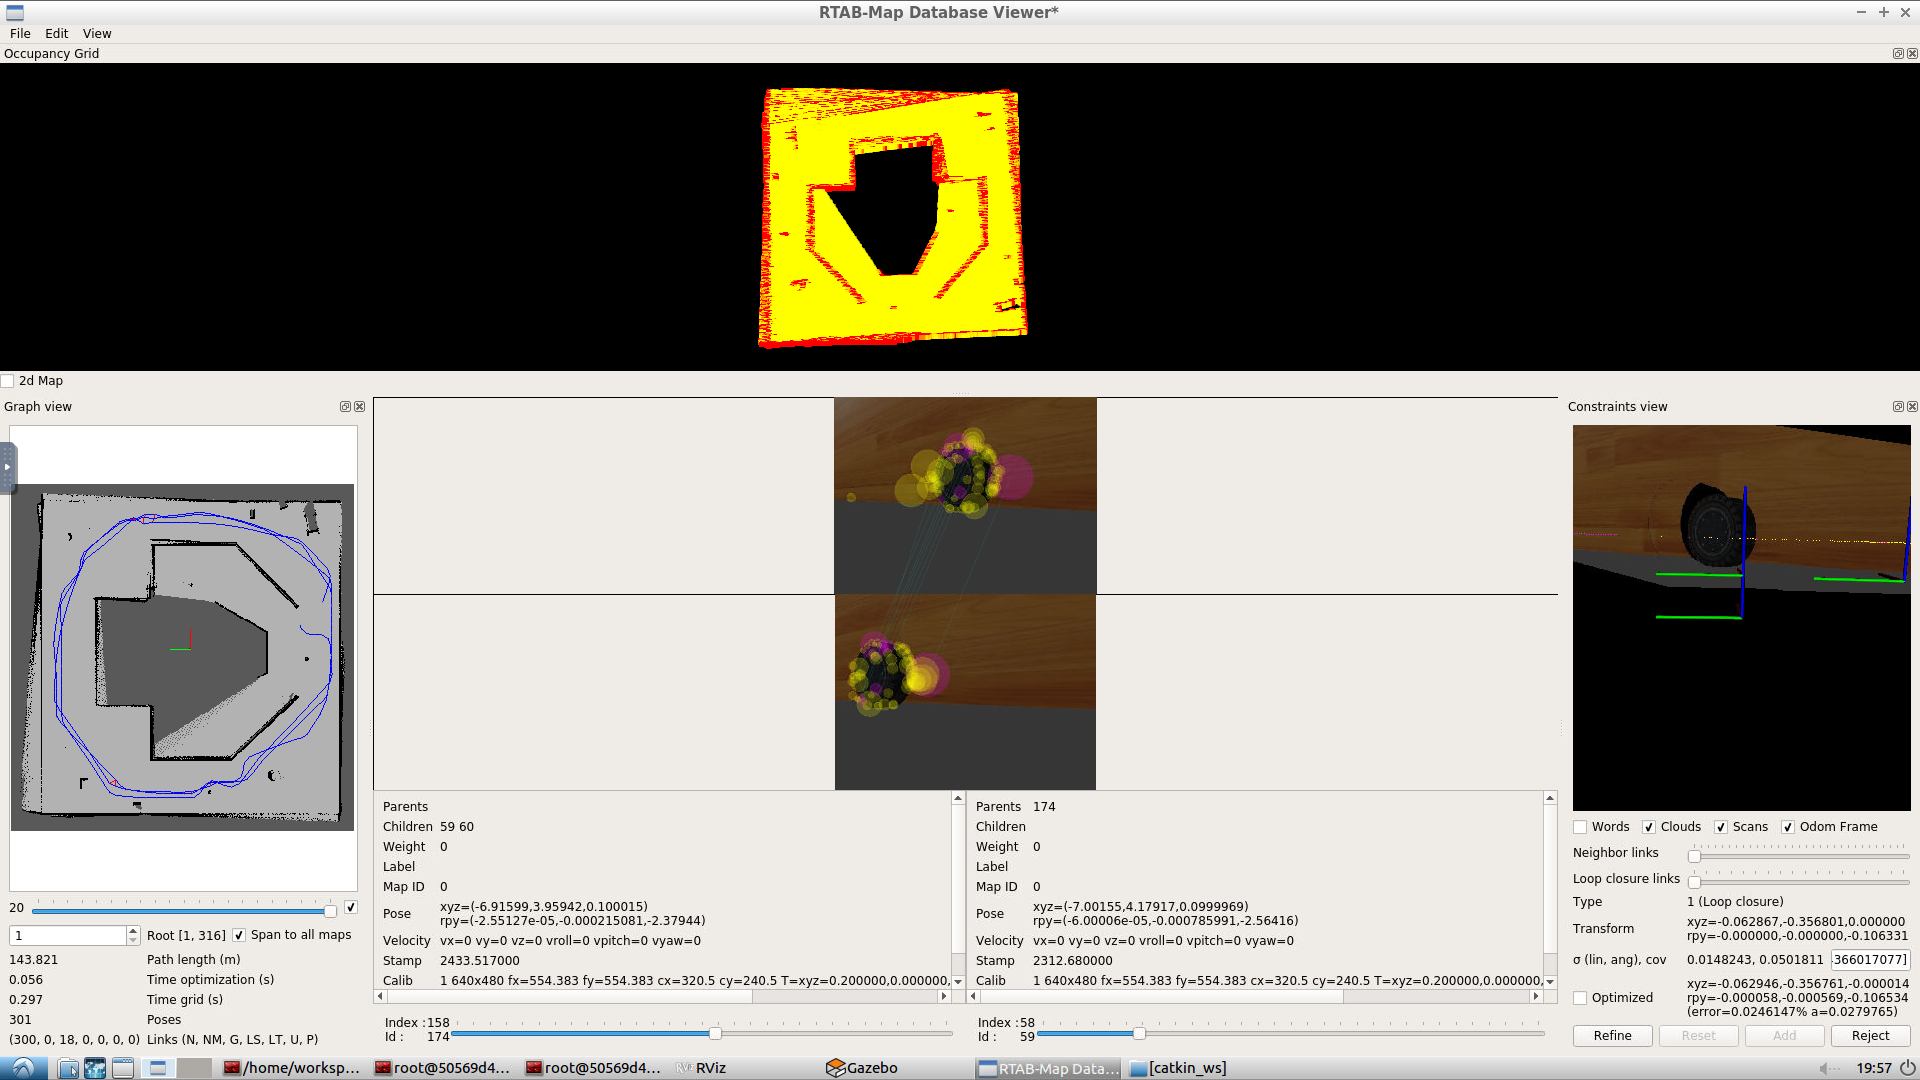 RTAB-Map Database Viewer*
File Edit View
Occupancy Grid
2d Map
Graph view
20
1 Root [1, 316] Span to all maps
143.821 Path length (m)
0.056 Time optimization (s)
0.297 Time grid (s)
301 Poses
(300, 0, 18, 0, 0, 0, 0) Links (N, NM, G, LS, LT, U, P)
Parents
Children 59 60
Weight 0
Label
Map ID 0
Pose xyz=(-6.91599,3.95942,0.100015)
rpy=(-2.55127e-05,-0.000215081,-2.37944)
Velocity vx=0 vy=0 vz=0 vroll=0 vpitch=0 vyaw=0
Stamp 2433.517000
Calib 1 640x480 fx=554.383 fy=554.383 cx=320.5 cy=240.5 T=xyz=0.200000,0.000000,
Index : 158
Id : 174
Parents 174
Children
Weight 0
Label
Map ID 0
Pose xyz=(-7.00155,4.17917,0.0999969)
rpy=(-6.00006e-05,-0.000785991,-2.56416)
Velocity vx=0 vy=0 vz=0 vroll=0 vpitch=0 vyaw=0
Stamp 2312.680000
Calib 1 640x480 fx=554.383 fy=554.383 cx=320.5 cy=240.5 T=xyz=0.200000,0.000000,
Index : 58
Id : 59
Constraints view
Words Clouds Scans Odom Frame
Neighbor links
Loop closure links
Type 1 (Loop closure)
Transform xyz=-0.062867,-0.356801,0.000000
rpy=-0.000000,-0.000000,-0.106331
σ (lin, ang), cov 0.0148243, 0.0501811 .366017077]
Optimized xyz=-0.062946,-0.356761,-0.000014
rpy=-0.000058,-0.000569,-0.106534
(error=0.0246147% a=0.0279765)
Refine Reset Add Reject
/home/worksp... root@50569d4... root@50569d4... RViz Gazebo RTAB-Map Data... [catkin_ws] 19:57